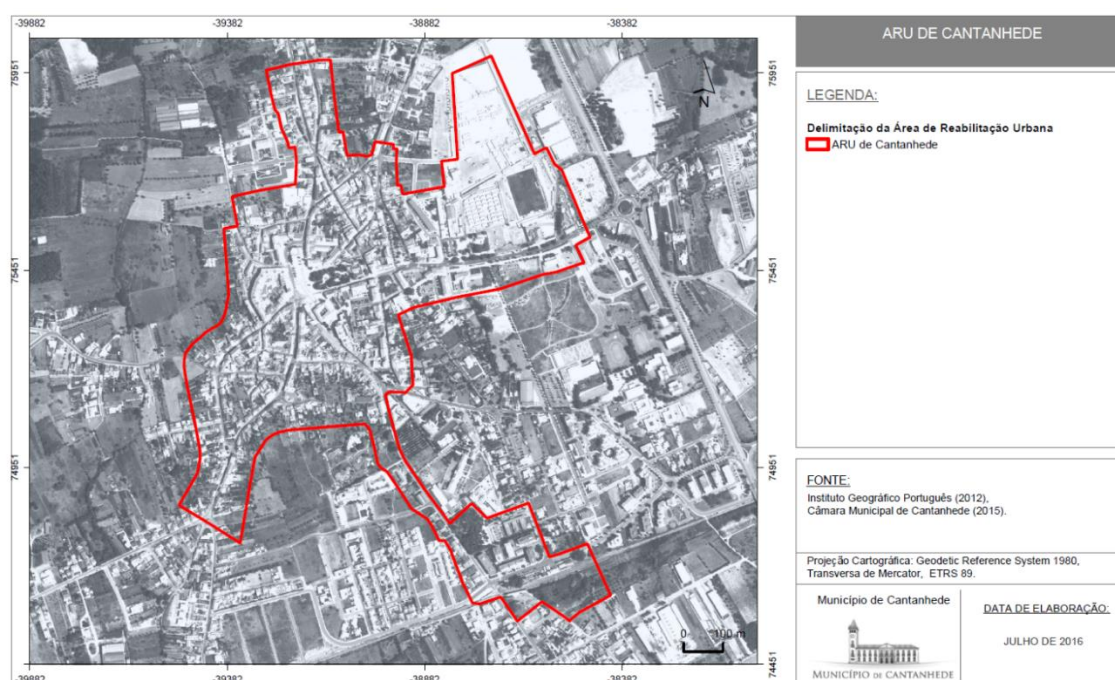 -39882 -39382 -38882 -38382
75951
75451
74951
74451
75951
75451
74951
N
0 100 m
-39882 -39382 -38882 -38382
ARU DE CANTANHEDE
LEGENDA:
Delimitação da Área de Reabilitação Urbana
ARU de Cantanhede
FONTE:
Instituto Geográfico Português (2012),
Câmara Municipal de Cantanhede (2015).
Projeção Cartográfica: Geodetic Reference System 1980,
Transversa de Mercator, ETRS 89.
Município de Cantanhede
MUNICÍPIO DE CANTANHEDE
DATA DE ELABORAÇÃO:
JULHO DE 2016